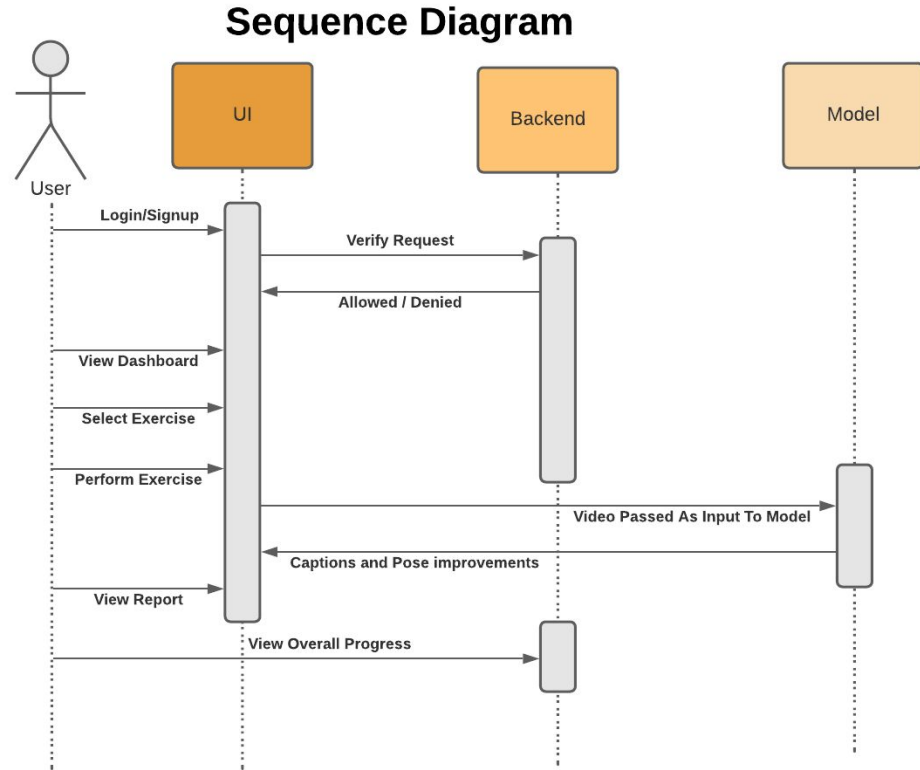 Sequence Diagram
UI
Backend
Model
User
Login/Signup
Verify Request
Allowed / Denied
View Dashboard
Select Exercise
Perform Exercise
Video Passed As Input To Model
Captions and Pose improvements
View Report
View Overall Progress